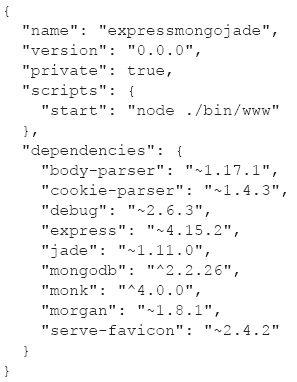 {
  "name": "expressmongojade",
  "version": "0.0.0",
  "private": true,
  "scripts": {
    "start": "node ./bin/www"
  },
  "dependencies": {
    "body-parser": "~1.17.1",
    "cookie-parser": "~1.4.3",
    "debug": "~2.6.3",
    "express": "~4.15.2",
    "jade": "~1.11.0",
    "mongodb": "^2.2.26",
    "monk": "^4.0.0",
    "morgan": "~1.8.1",
    "serve-favicon": "~2.4.2"
  }
}